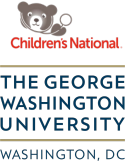 Children's National
THE GEORGE
WASHINGTON
UNIVERSITY
WASHINGTON, DC